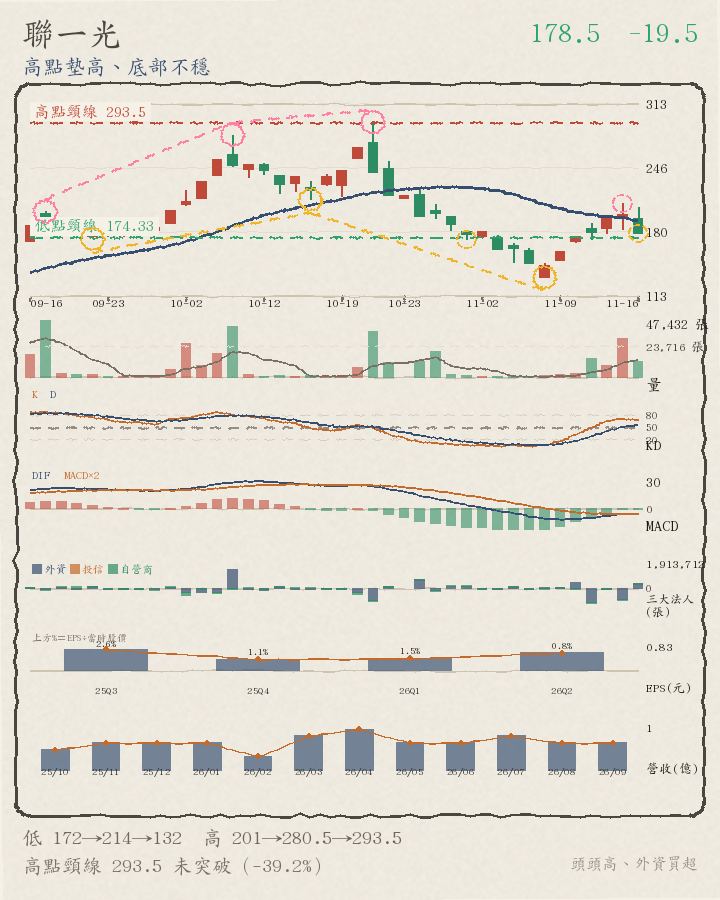 聯一光
178.5 -19.5
高點墊高、底部不穩
高點頸線 293.5
低點頸線 174.33
313
246
180
113
09-16 09-23 10-02 10-12 10-19 10-23 11-02 11-09 11-16
47,432 張
23,716 張
量
K D
80
50
20
KD
DIF MACD×2
30
0
MACD
外資 投信 自營商
1,913,712
0
三大法人
(張)
上方%=EPS÷當時股價
2.6% 1.1% 1.5% 0.8%
0.83
25Q3 25Q4 26Q1 26Q2
EPS(元)
1
25/10 25/11 25/12 26/01 26/02 26/03 26/04 26/05 26/06 26/07 26/08 26/09
營收(億)
低 172→214→132 高 201→280.5→293.5
高點頸線 293.5 未突破 (-39.2%)
頭頭高、外資買超